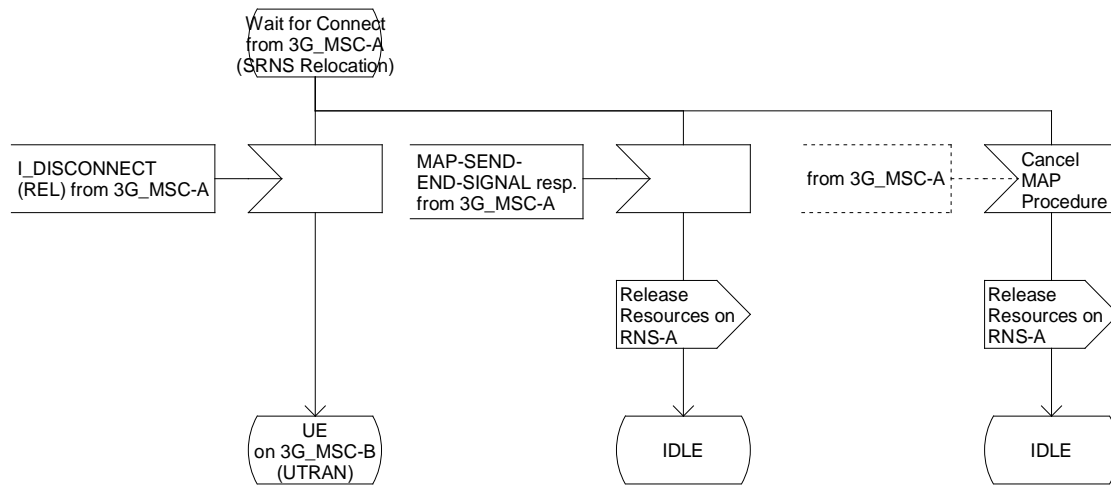 Wait for Connect
from 3G_MSC-A
(SRNS Relocation)
I_DISCONNECT
(REL) from 3G_MSC-A
MAP-SEND-
END-SIGNAL resp.
from 3G_MSC-A
from 3G_MSC-A
Cancel
MAP
Procedure
Release
Resources on
RNS-A
Release
Resources on
RNS-A
UE
on 3G_MSC-B
(UTRAN)
IDLE
IDLE